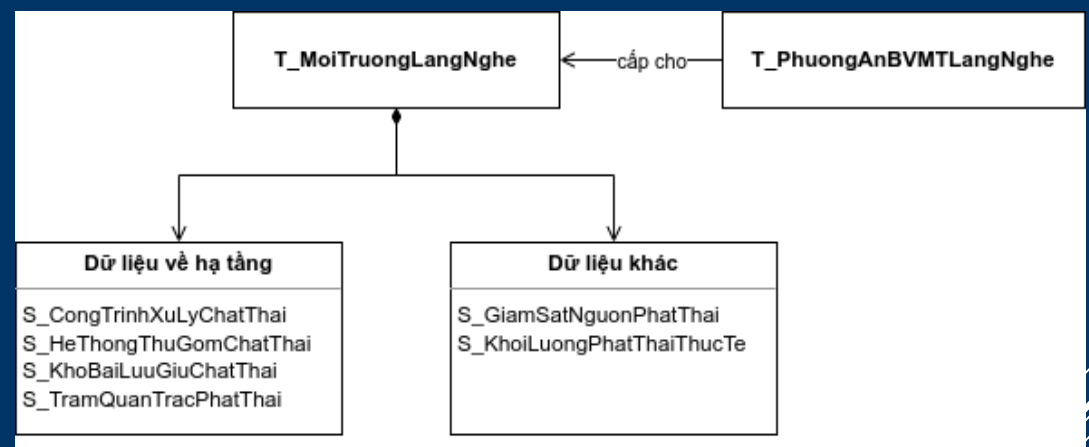 T_MoiTruongLangNghe
cấp cho
T_PhuongAnBVMTLangNghe
Dữ liệu về hạ tầng
S_CongTrinhXuLyChatThai
S_HeThongThuGomChatThai
S_KhoBaiLuuGiuChatThai
S_TramQuanTracPhatThai
Dữ liệu khác
S_GiamSatNguonPhatThai
S_KhoiLuongPhatThaiThucTe